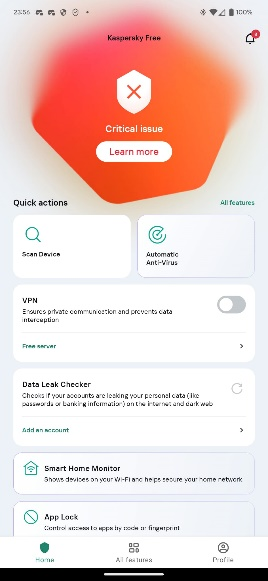 23:56
100%
Kaspersky Free
Critical issue
Learn more
Quick actions
All features
Scan Device
Automatic
Anti-Virus
VPN
Ensures private communication and prevents data
interception
Free server
Data Leak Checker
Checks if your accounts are leaking your personal data (like
passwords or banking information) on the internet and dark web
Add an account
Smart Home Monitor
Shows devices on your Wi-Fi and helps secure your home network
App Lock
Control access to apps by code or fingerprint
Home
All features
Profile